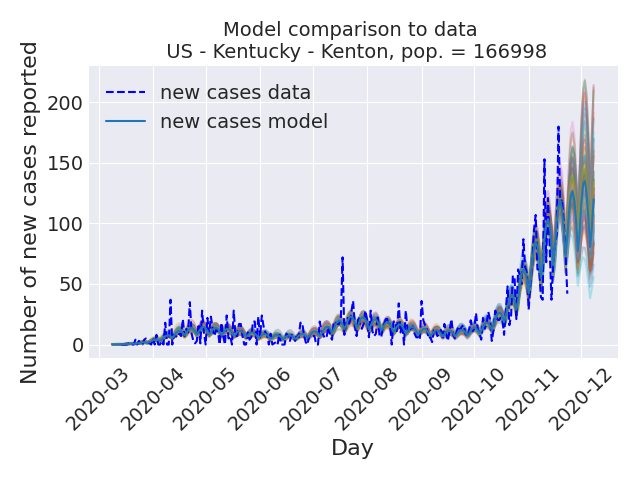 Model comparison to data
US - Kentucky - Kenton, pop. = 166998
Number of new cases reported
new cases data
new cases model
200
150
100
50
0
2020-03
2020-04
2020-05
2020-06
2020-07
2020-08
2020-09
2020-10
2020-11
2020-12
Day